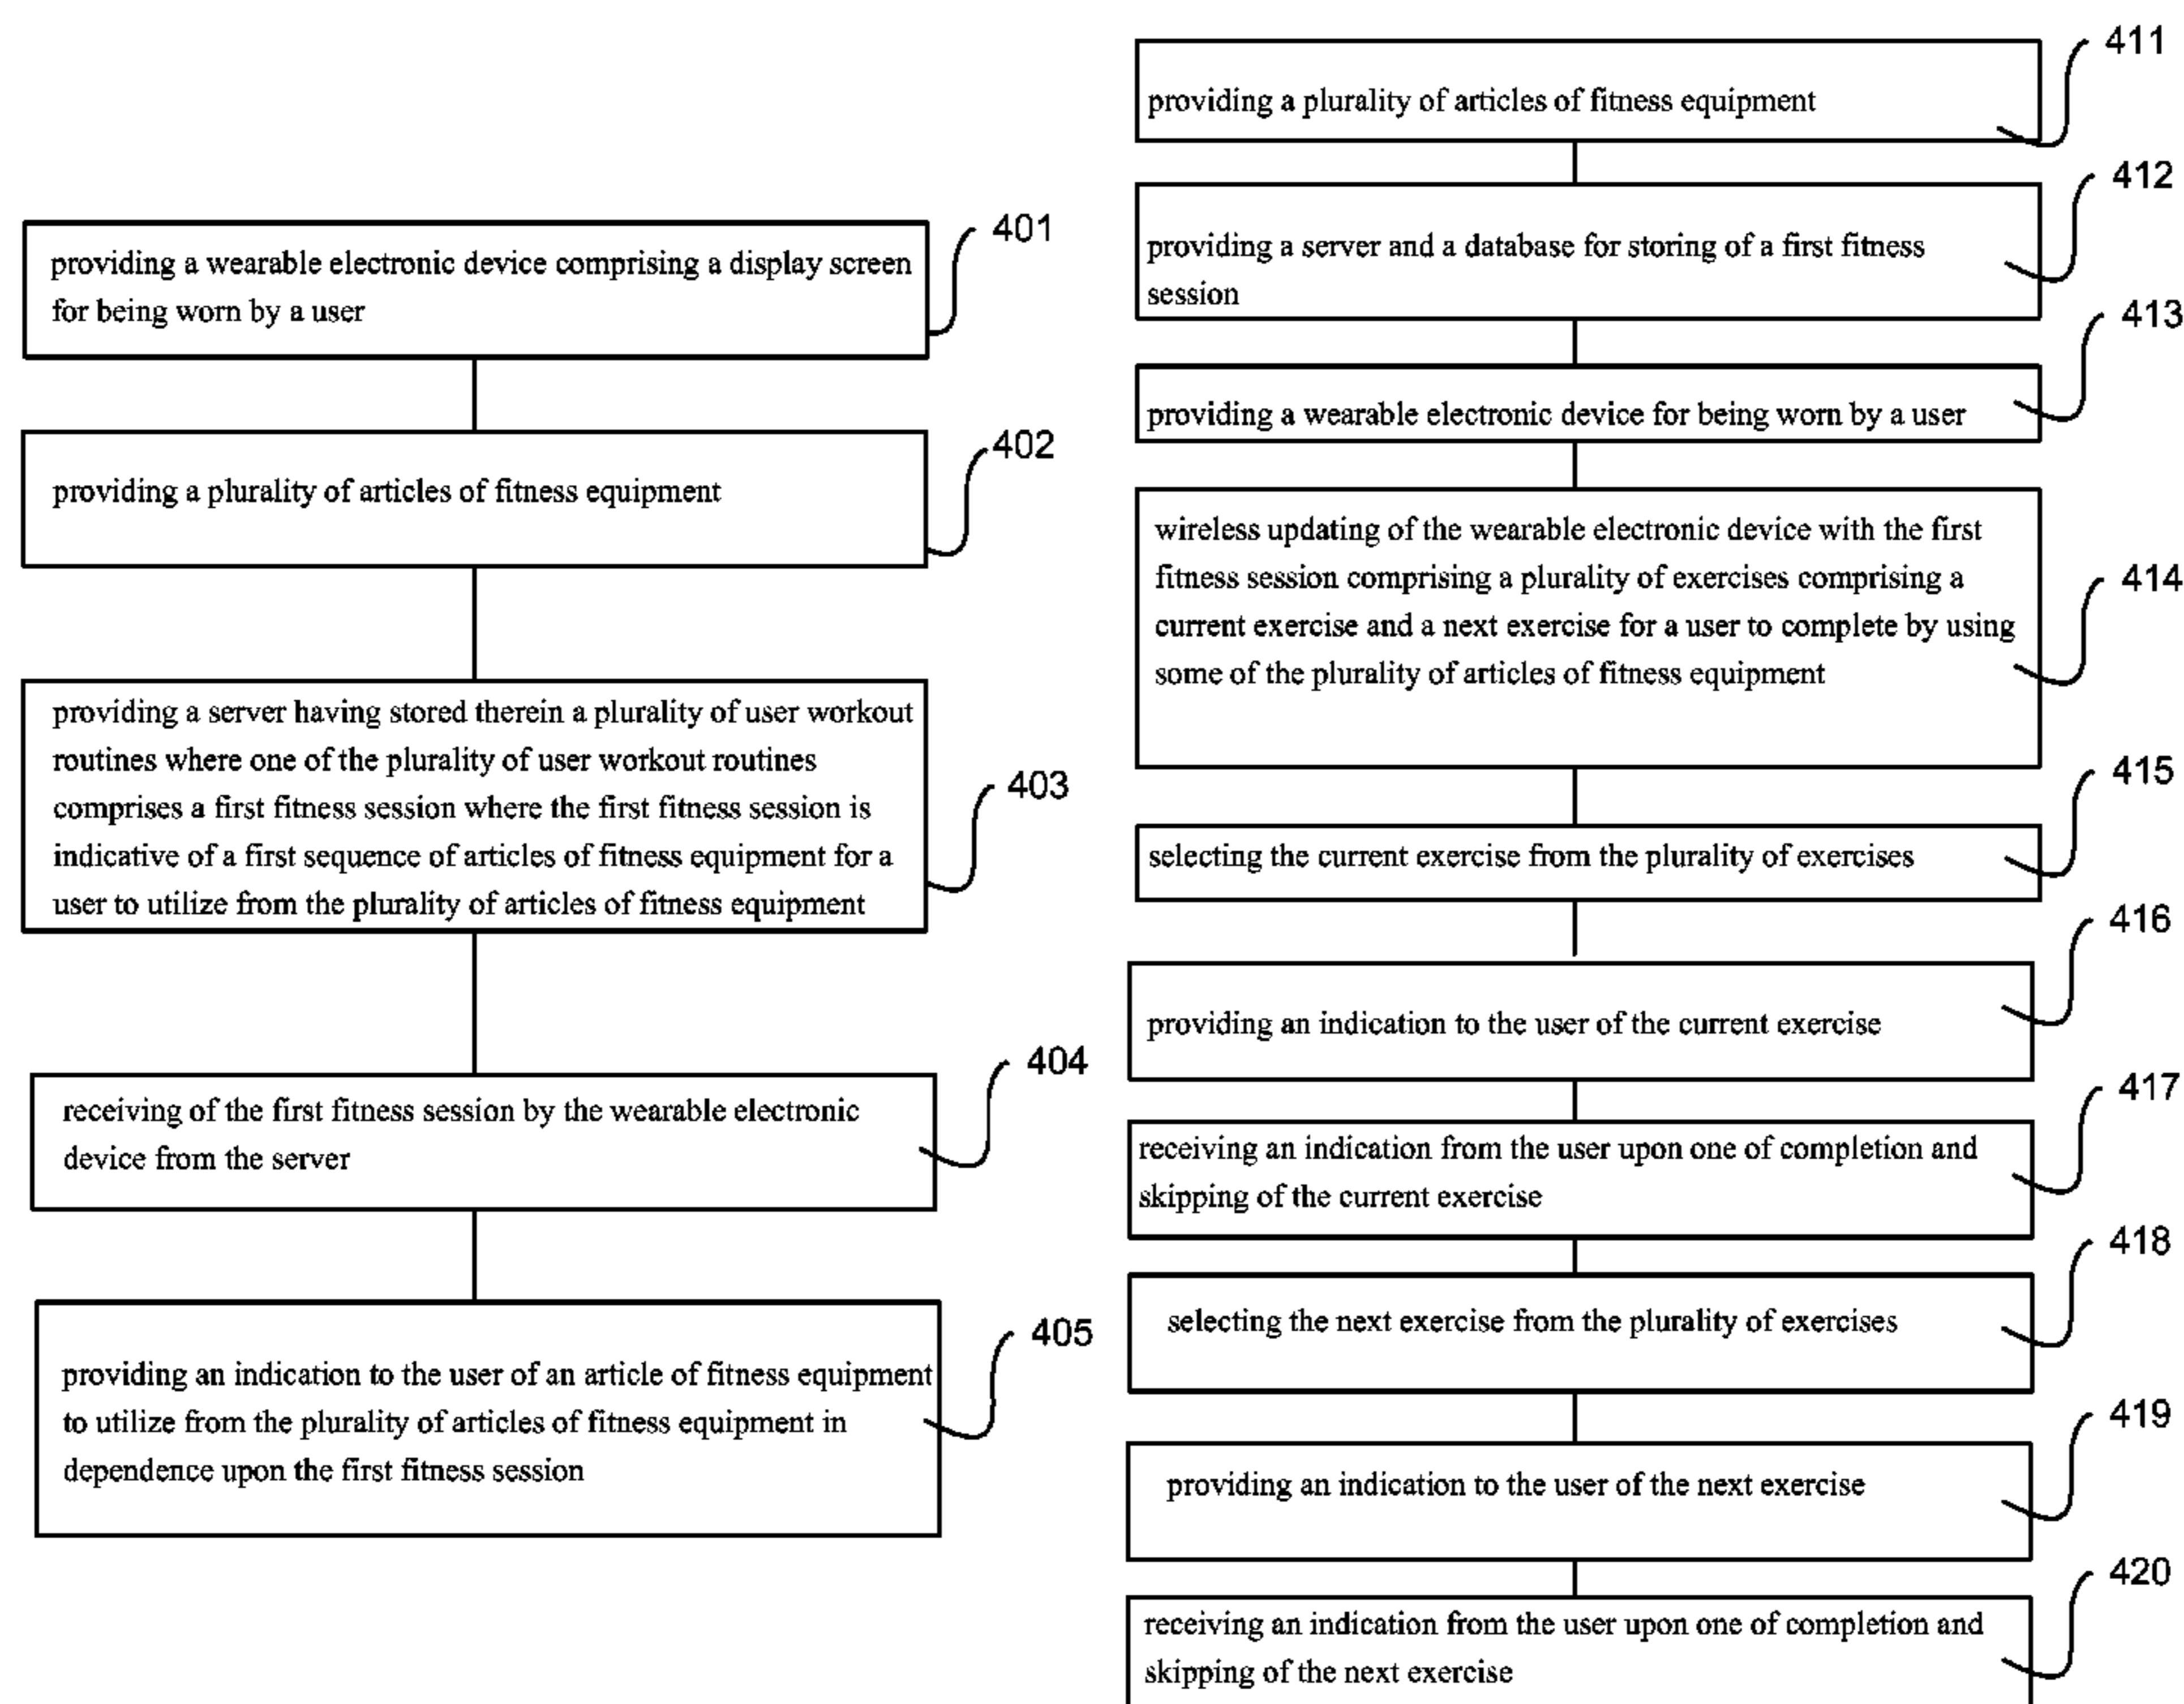 providing a wearable electronic device comprising a display screen
for being worn by a user
401
providing a plurality of articles of fitness equipment
402
providing a server having stored therein a plurality of user workout
routines where one of the plurality of user workout routines
comprises a first fitness session where the first fitness session is
indicative of a first sequence of articles of fitness equipment for a
user to utilize from the plurality of articles of fitness equipment
403
receiving of the first fitness session by the wearable electronic
device from the server
404
providing an indication to the user of an article of fitness equipment
to utilize from the plurality of articles of fitness equipment in
dependence upon the first fitness session
405
providing a plurality of articles of fitness equipment
411
providing a server and a database for storing of a first fitness
session
412
providing a wearable electronic device for being worn by a user
413
wireless updating of the wearable electronic device with the first
fitness session comprising a plurality of exercises comprising a
current exercise and a next exercise for a user to complete by using
some of the plurality of articles of fitness equipment
414
selecting the current exercise from the plurality of exercises
415
providing an indication to the user of the current exercise
416
receiving an indication from the user upon one of completion and
skipping of the current exercise
417
selecting the next exercise from the plurality of exercises
418
providing an indication to the user of the next exercise
419
receiving an indication from the user upon one of completion and
skipping of the next exercise
420